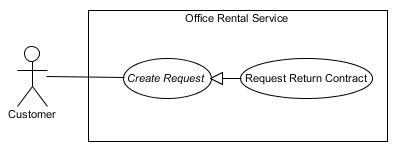 Office Rental Service
Create Request
Request Return Contract
Customer